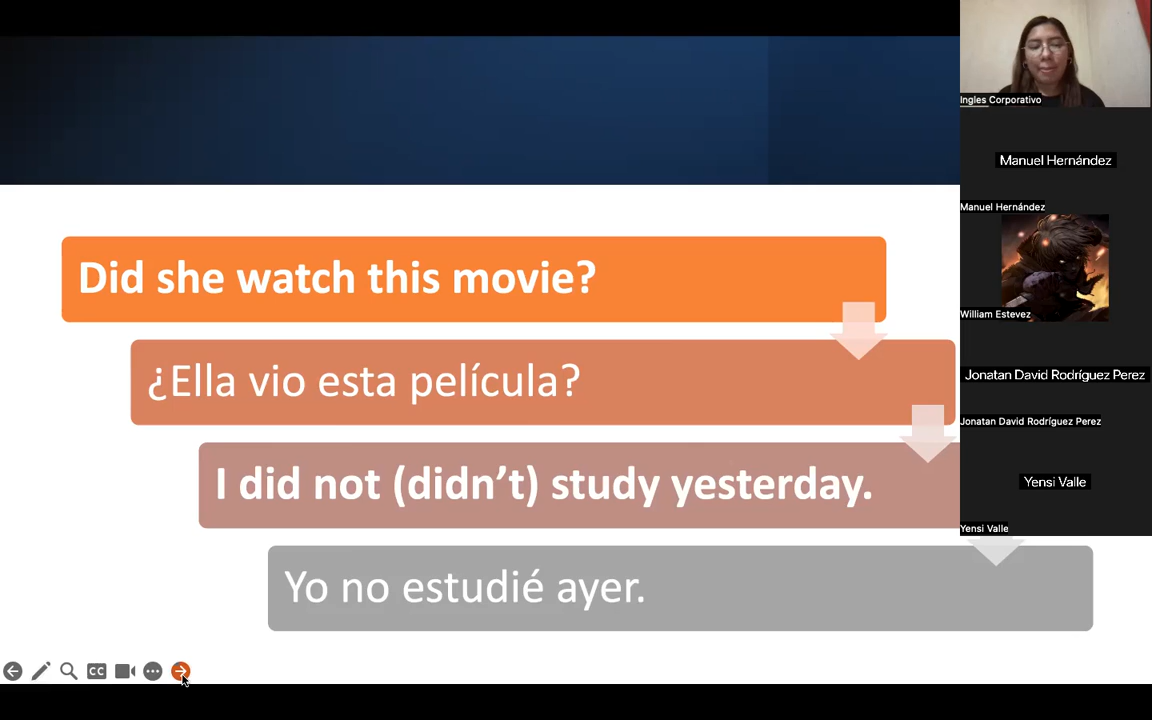 Did she watch this movie?
¿Ella vio esta película?
I did not (didn’t) study yesterday.
Yo no estudié ayer.
CC
Ingles Corporativo
Manuel Hernández
Manuel Hernández
William Estevez
Jonatan David Rodríguez Perez
Jonatan David Rodríguez Perez
Yensi Valle
Yensi Valle